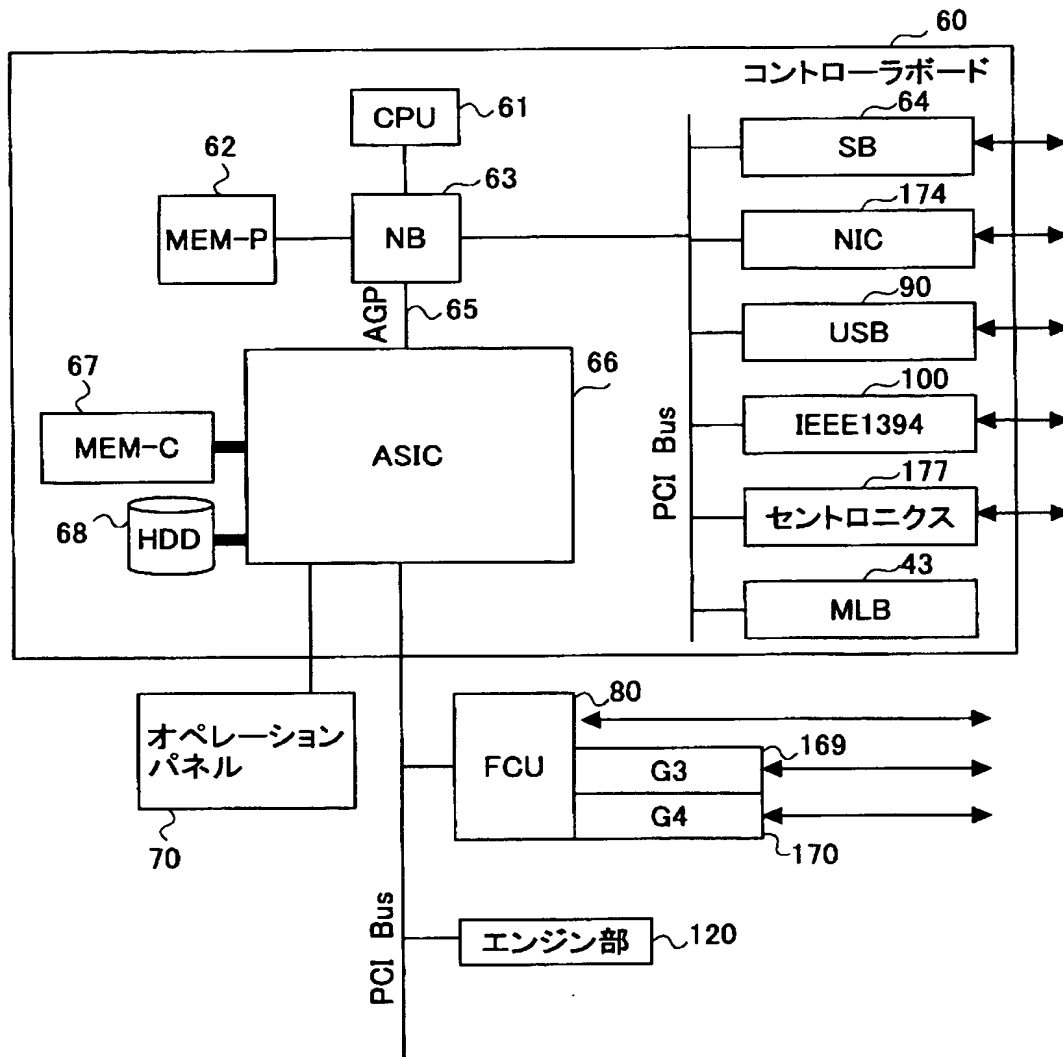 60
コントローラボード
CPU
61
64
SB
62
63
MEM-P
NB
174
NIC
AGP
65
90
USB
67
66
100
IEEE1394
MEM-C
ASIC
PCI Bus
177
セントロニクス
68
HDD
43
MLB
80
オペレーション
パネル
FCU
169
G3
G4
70
170
PCI Bus
エンジン部
120